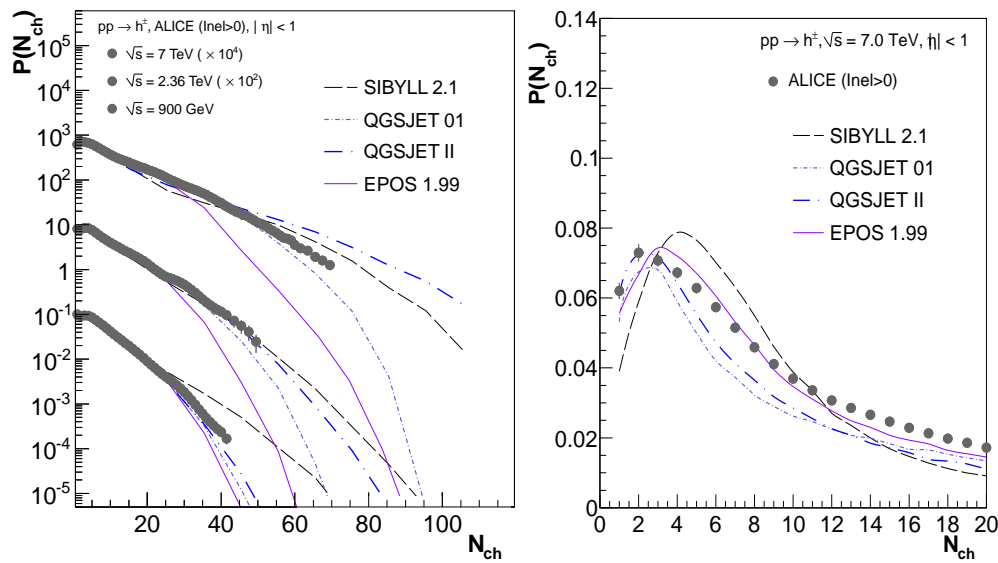 pp → h±, ALICE (Inel>0), | η| < 1
√s = 7 TeV ( × 10⁴)
√s = 2.36 TeV ( × 10²)
√s = 900 GeV
SIBYLL 2.1
QGSJET 01
QGSJET II
EPOS 1.99
P(N_ch)
10⁵
10⁴
10³
10²
10
1
10⁻¹
10⁻²
10⁻³
10⁻⁴
10⁻⁵
20 40 60 80 100
N_ch
pp → h±,√s = 7.0 TeV, |η| < 1
ALICE (Inel>0)
SIBYLL 2.1
QGSJET 01
QGSJET II
EPOS 1.99
P(N_ch)
0.14
0.12
0.1
0.08
0.06
0.04
0.02
0
0 2 4 6 8 10 12 14 16 18 20
N_ch